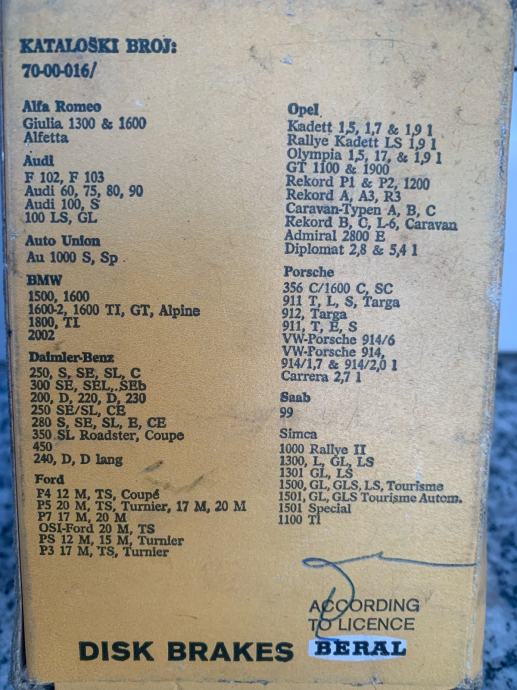 KATALOŠKI BROJ:
70-00-016/
Alfa Romeo
Giulia 1300 & 1600
Alfetta
Audi
F 102, F 103
Audi 60, 75, 80, 90
Audi 100, S
100 LS, GL
Auto Union
Au 1000 S, Sp
BMW
1500, 1600
1600-2, 1600 TI, GT, Alpine
1800, TI
2002
Daimler-Benz
250, S, SE, SL, C
300 SE, SEL, SEb
200, D, 220, D, 230
250 SE/SL, CE
280 S, SE, SL, E, CE
350 SL Roadster, Coupe
450
240, D, D lang
Ford
P4 12 M, TS, Coupé
P5 20 M, TS, Turnier, 17 M, 20 M
P7 17 M, 20 M
OSI-Ford 20 M, TS
PS 12 M, 15 M, Turnier
P3 17 M, TS, Turnier
Opel
Kadett 1,5, 1,7 & 1,9 l
Rallye Kadett LS 1,9 l
Olympia 1,5, 17, & 1,9 l
GT 1100 & 1900
Rekord P1 & P2, 1200
Rekord A, A3, R3
Caravan-Typen A, B, C
Rekord B, C, L-6, Caravan
Admiral 2800 E
Diplomat 2,8 & 5,4 l
Porsche
356 C/1600 C, SC
911 T, L, S, Targa
912, Targa
911, T, E, S
VW-Porsche 914/6
VW-Porsche 914,
914/1,7 & 914/2,0 l
Carrera 2,7 l
Saab
99
Simca
1000 Rallye II
1300, L, GL, LS
1301 GL, LS
1500, GL, GLS, LS, Tourisme
1501, GL, GLS Tourisme Autom.
1501 Special
1100 TI
ACCORDING
TO LICENCE
DISK BRAKES BERAL